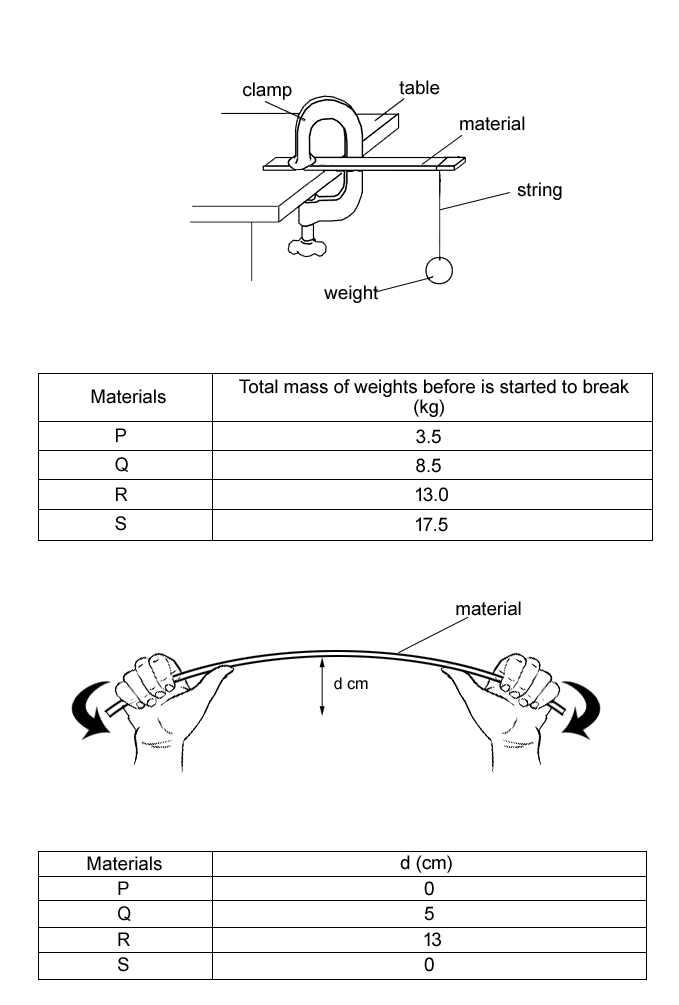 clamp
table
material
string
weight
Materials
Total mass of weights before is started to break
(kg)
P
3.5
Q
8.5
R
13.0
S
17.5
material
d cm
Materials
d (cm)
P
0
Q
5
R
13
S
0